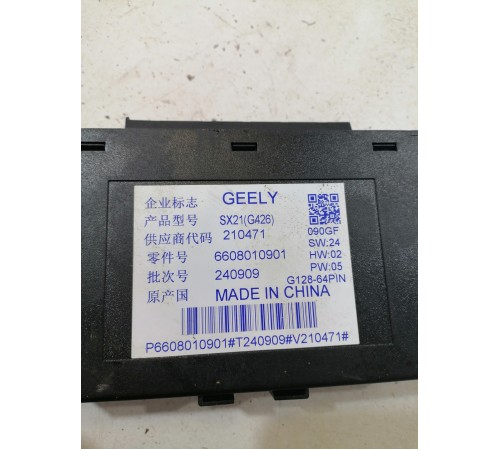 企业标志 GEELY
产品型号 SX21(G426)
供应商代码 210471
零件号 6608010901
批次号 240909
原产国 MADE IN CHINA
090GF
SW:24
HW:02
PW:05
G128-64PIN
P6608010901#T240909#V210471#